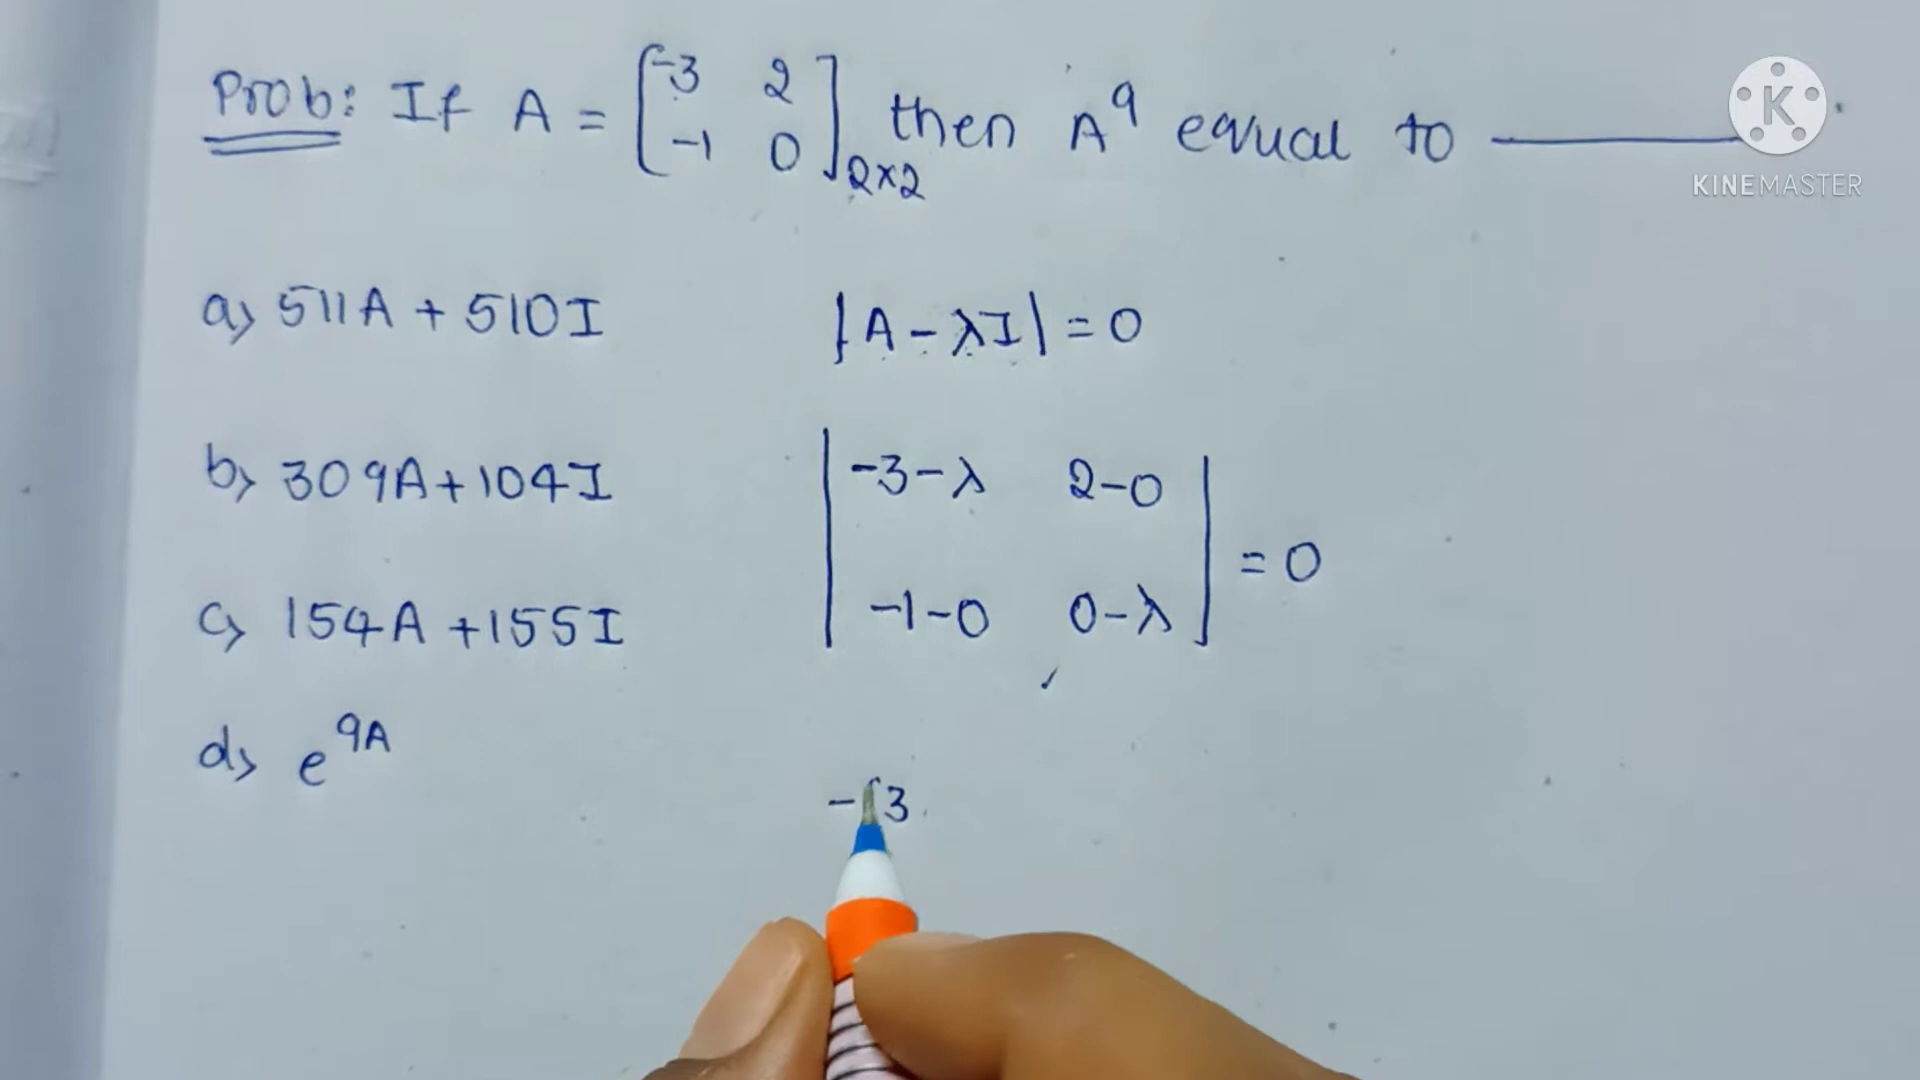 Prob: If A = [-3 2
-1 0]2×2 then A^9 equal to ________
K
KINEMASTER
a) 511A + 510I
|A - λI| = 0
b) 309A + 104I
|-3-λ 2-0
-1-0 0-λ| = 0
c) 154A + 155I
d) e^9A
-(3